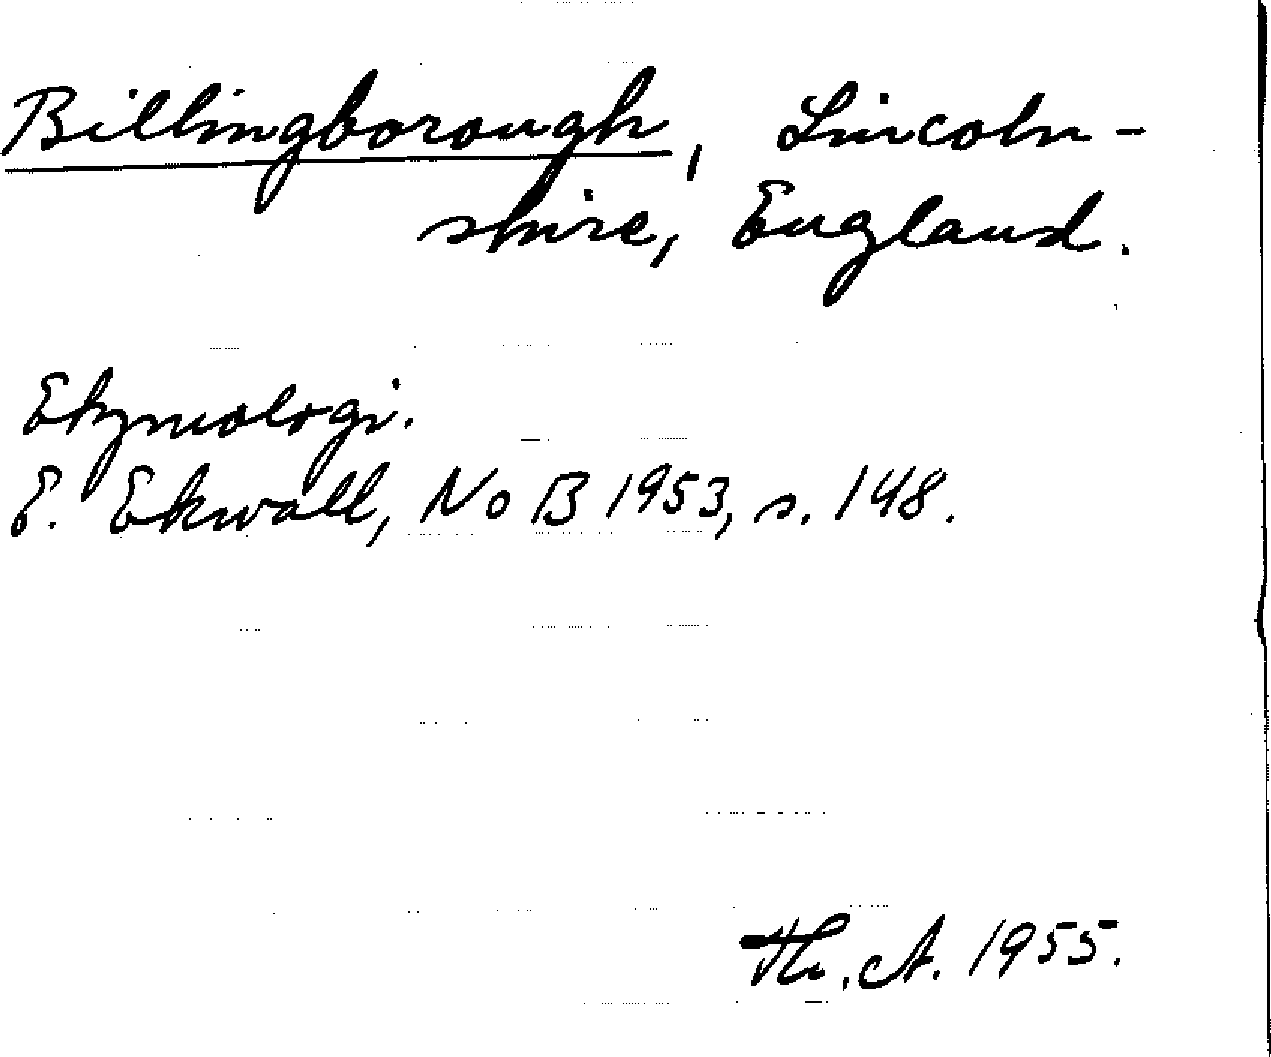 Billingborough, Lincoln-
shire, England.
Etymologi.
E. Ekwall, NoB 1953, s. 148.
Th. A. 1955.